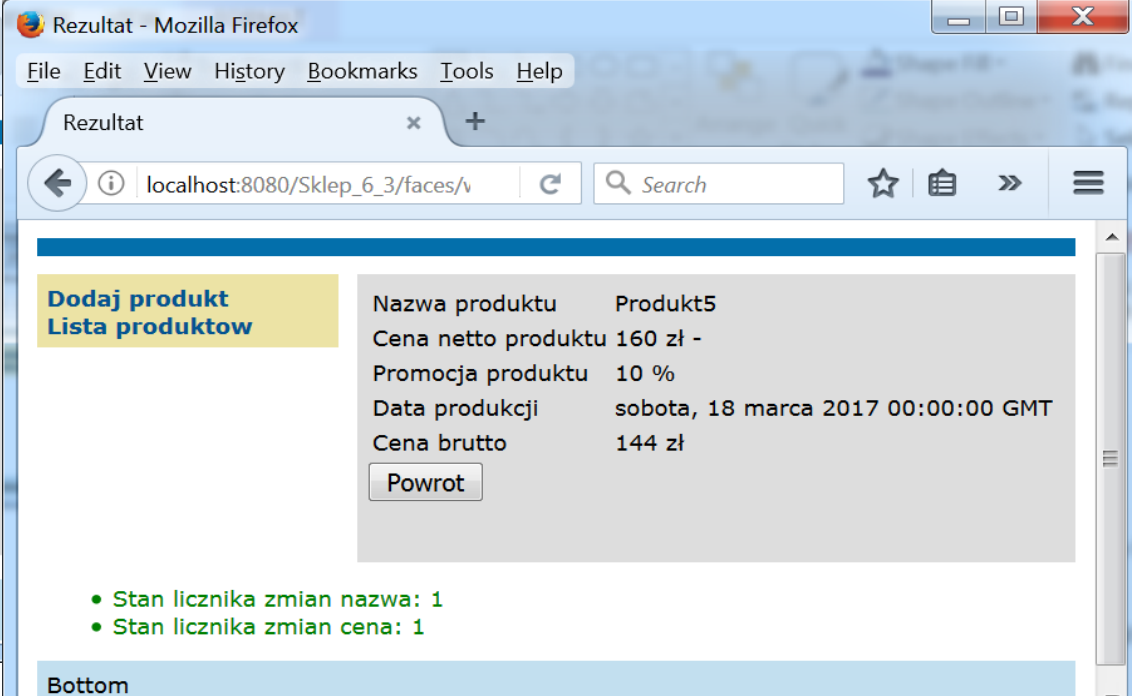 Rezultat - Mozilla Firefox
File Edit View History Bookmarks Tools Help
Rezultat
localhost:8080/Sklep_6_3/faces/v
Search
Dodaj produkt
Lista produktow
Nazwa produktu Produkt5
Cena netto produktu 160 zł -
Promocja produktu 10 %
Data produkcji sobota, 18 marca 2017 00:00:00 GMT
Cena brutto 144 zł
Powrot
Stan licznika zmian nazwa: 1
Stan licznika zmian cena: 1
Bottom